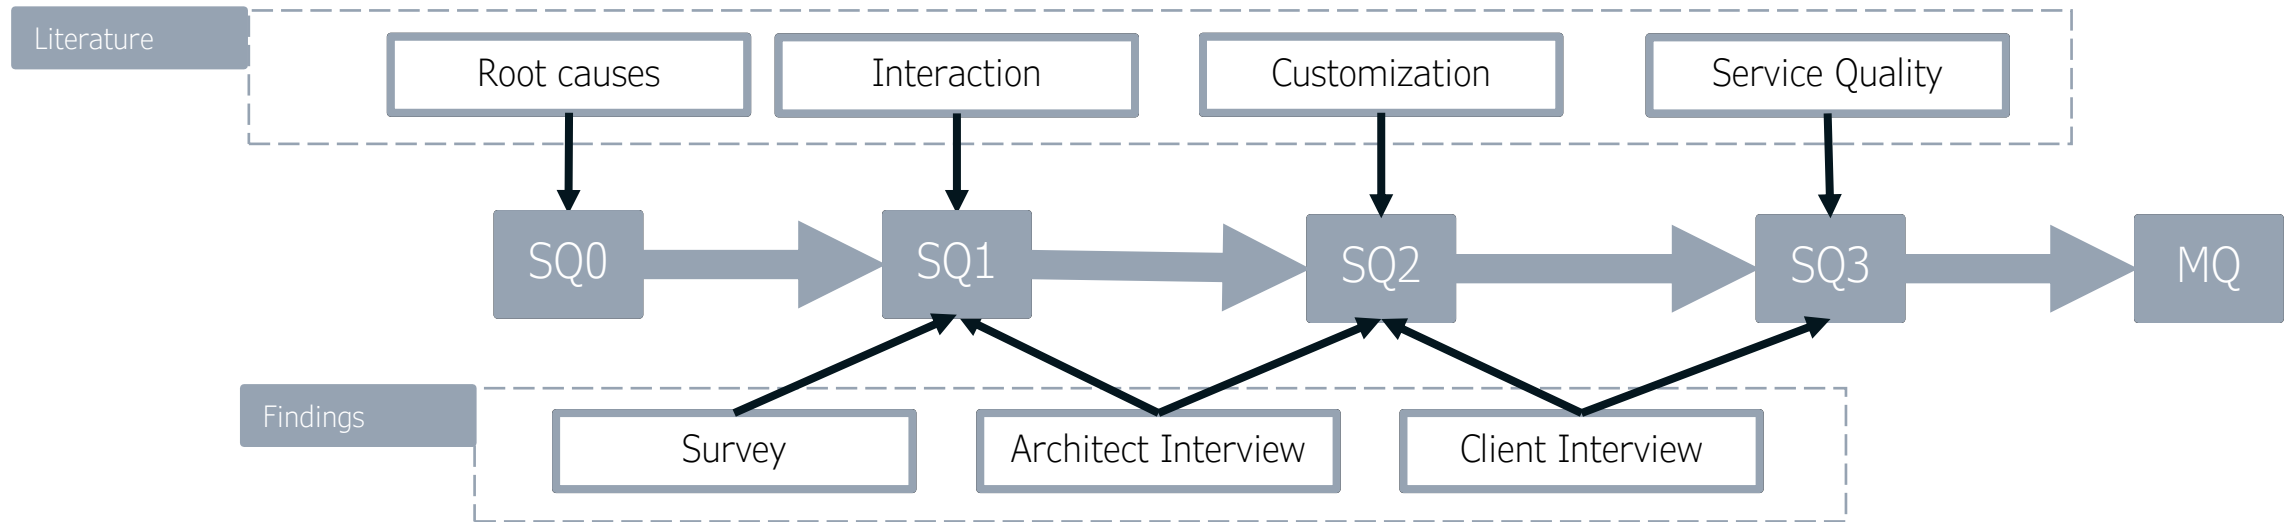 Literature
Root causes
Interaction
Customization
Service Quality
SQ0
SQ1
SQ2
SQ3
MQ
Findings
Survey
Architect Interview
Client Interview